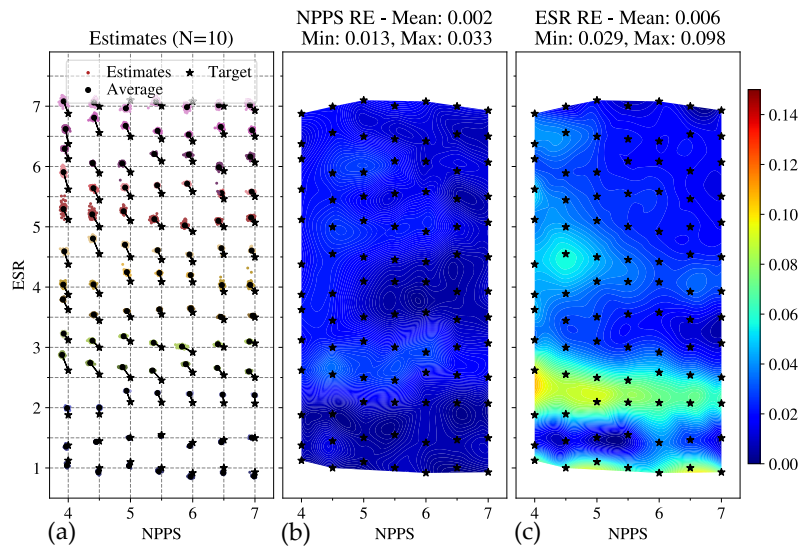 Estimates (N=10)
NPPS RE - Mean: 0.002
Min: 0.013, Max: 0.033
ESR RE - Mean: 0.006
Min: 0.029, Max: 0.098
Estimates
Average
Target
ESR
7
6
5
4
3
2
1
4 5 6 7
NPPS
(a)
4 5 6 7
NPPS
(b)
4 5 6 7
NPPS
(c)
0.14
0.12
0.10
0.08
0.06
0.04
0.02
0.00